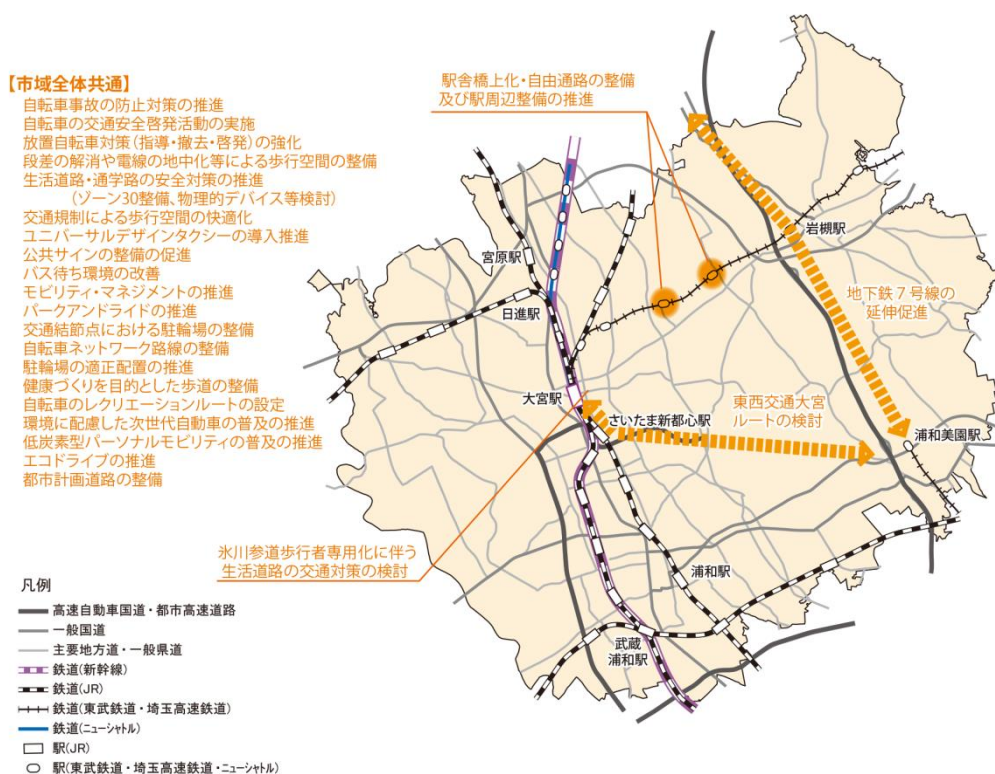 【市域全体共通】
自転車事故の防止対策の推進
自転車の交通安全啓発活動の実施
放置自転車対策（指導・撤去・啓発）の強化
段差の解消や電線の地中化等による歩行空間の整備
生活道路・通学路の安全対策の推進
（ゾーン30整備、物理的デバイス等検討）
交通規制による歩行空間の快適化
ユニバーサルデザインタクシーの導入推進
公共サインの整備の促進
バス待ち環境の改善
モビリティ・マネジメントの推進
パークアンドライドの推進
交通結節点における駐輪場の整備
自転車ネットワーク路線の整備
駐輪場の適正配置の推進
健康づくりを目的とした歩道の整備
自転車のレクリエーションルートの設定
環境に配慮した次世代自動車の普及の推進
低炭素型パーソナルモビリティの普及の推進
エコドライブの推進
都市計画道路の整備
駅舎橋上化・自由通路の整備
及び駅周辺整備の推進
岩槻駅
宮原駅
日進駅
地下鉄７号線の
延伸促進
大宮駅
さいたま新都心駅
東西交通大宮
ルートの検討
浦和美園駅
氷川参道歩行者専用化に伴う
生活道路の交通対策の検討
浦和駅
武蔵
浦和駅
凡例
高速自動車国道・都市高速道路
一般国道
主要地方道・一般県道
鉄道(新幹線)
鉄道(JR)
鉄道(東武鉄道・埼玉高速鉄道)
鉄道(ニューシャトル)
駅(JR)
駅(東武鉄道・埼玉高速鉄道・ニューシャトル)